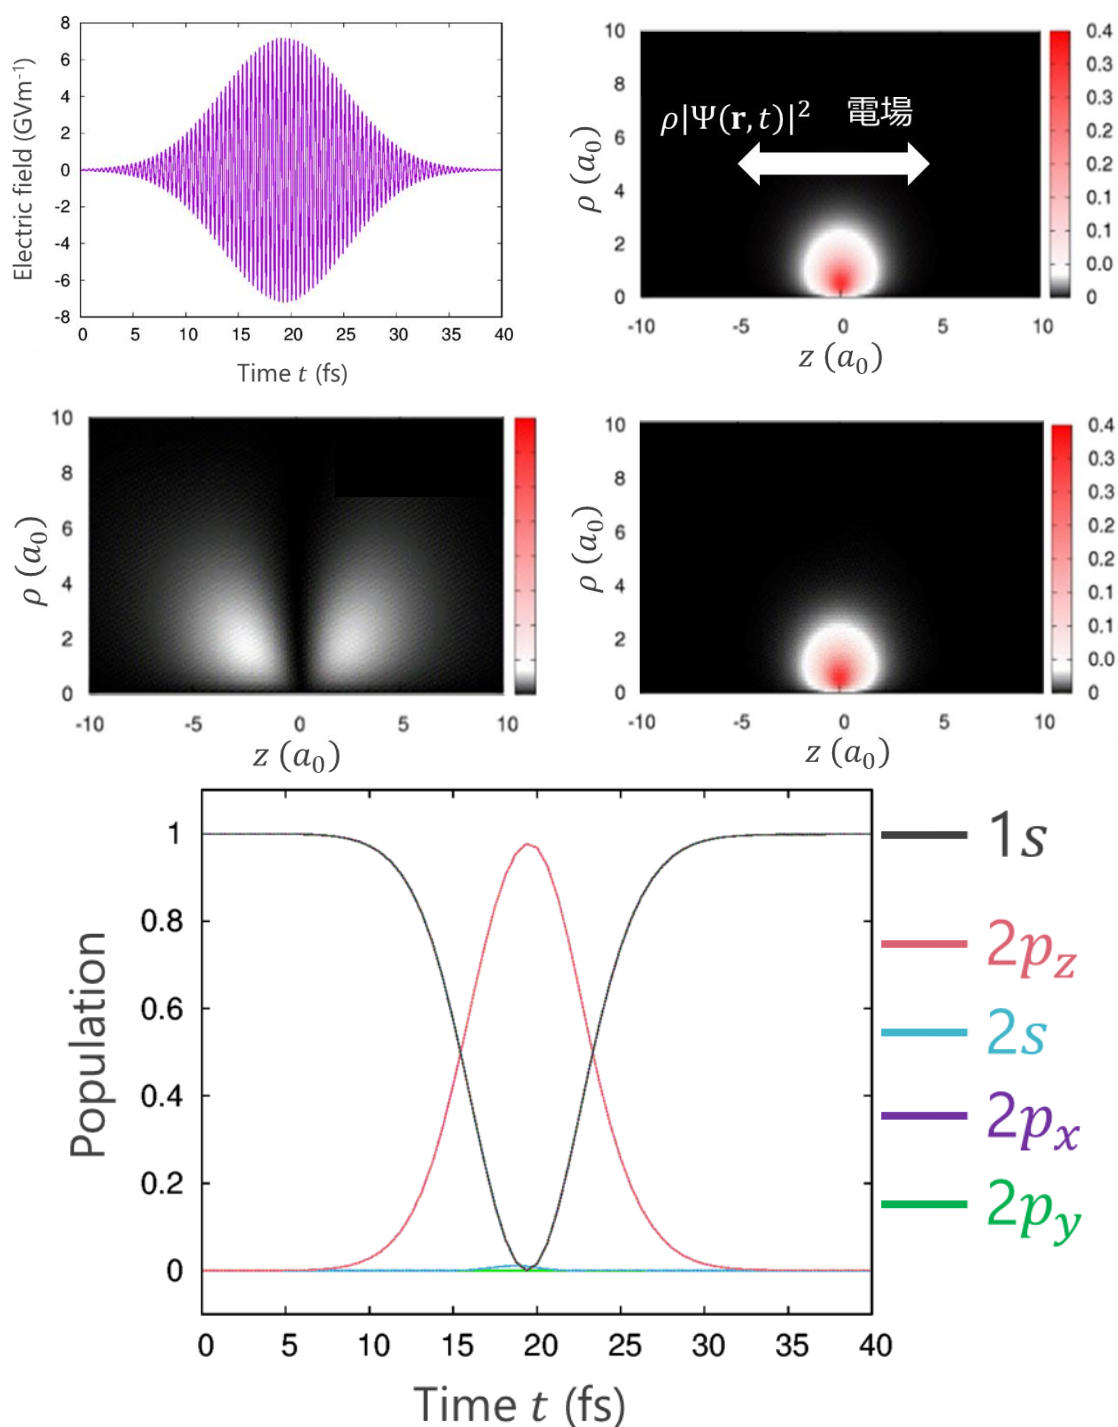 8
6
4
2
0
-2
-4
-6
-8
Electric field (GVm⁻¹)
0 5 10 15 20 25 30 35 40
Time t (fs)
10
8
6
4
2
0
ρ (a₀)
ρ|Ψ(r, t)|² 電場
-10 -5 0 5 10
z (a₀)
0.4
0.3
0.3
0.2
0.2
0.1
0.1
0.0
0
10
8
6
4
2
0
ρ (a₀)
-10 -5 0 5 10
z (a₀)
10
8
6
4
2
0
ρ (a₀)
-10 -5 0 5 10
z (a₀)
0.4
0.3
0.3
0.2
0.2
0.1
0.1
0.0
0
1
0.8
0.6
0.4
0.2
0
Population
0 5 10 15 20 25 30 35 40
Time t (fs)
1s
2p_z
2s
2p_x
2p_y